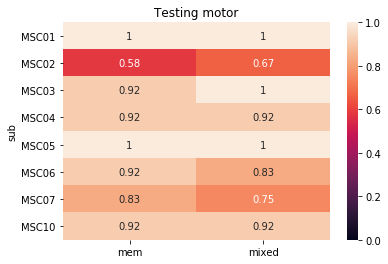 Testing motor
sub
MSC01 1 1
MSC02 0.58 0.67
MSC03 0.92 1
MSC04 0.92 0.92
MSC05 1 1
MSC06 0.92 0.83
MSC07 0.83 0.75
MSC10 0.92 0.92
mem mixed
1.0
0.8
0.6
0.4
0.2
0.0